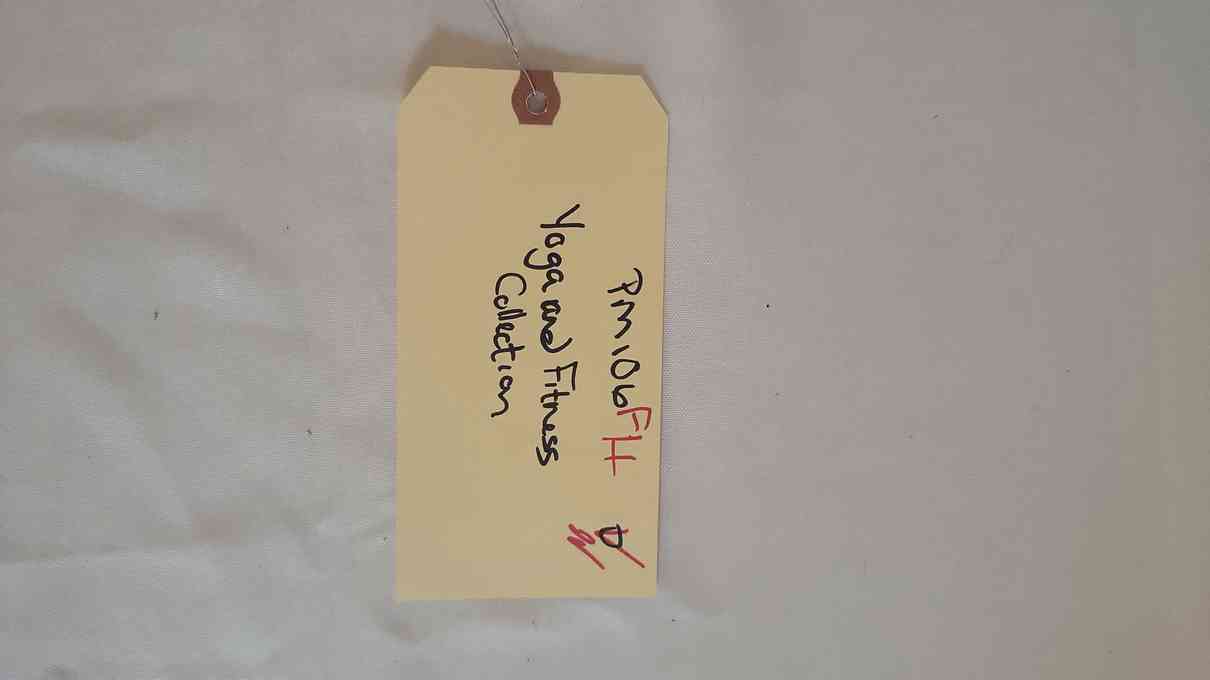 PM106FH D
Yoga and Fitness
Collection